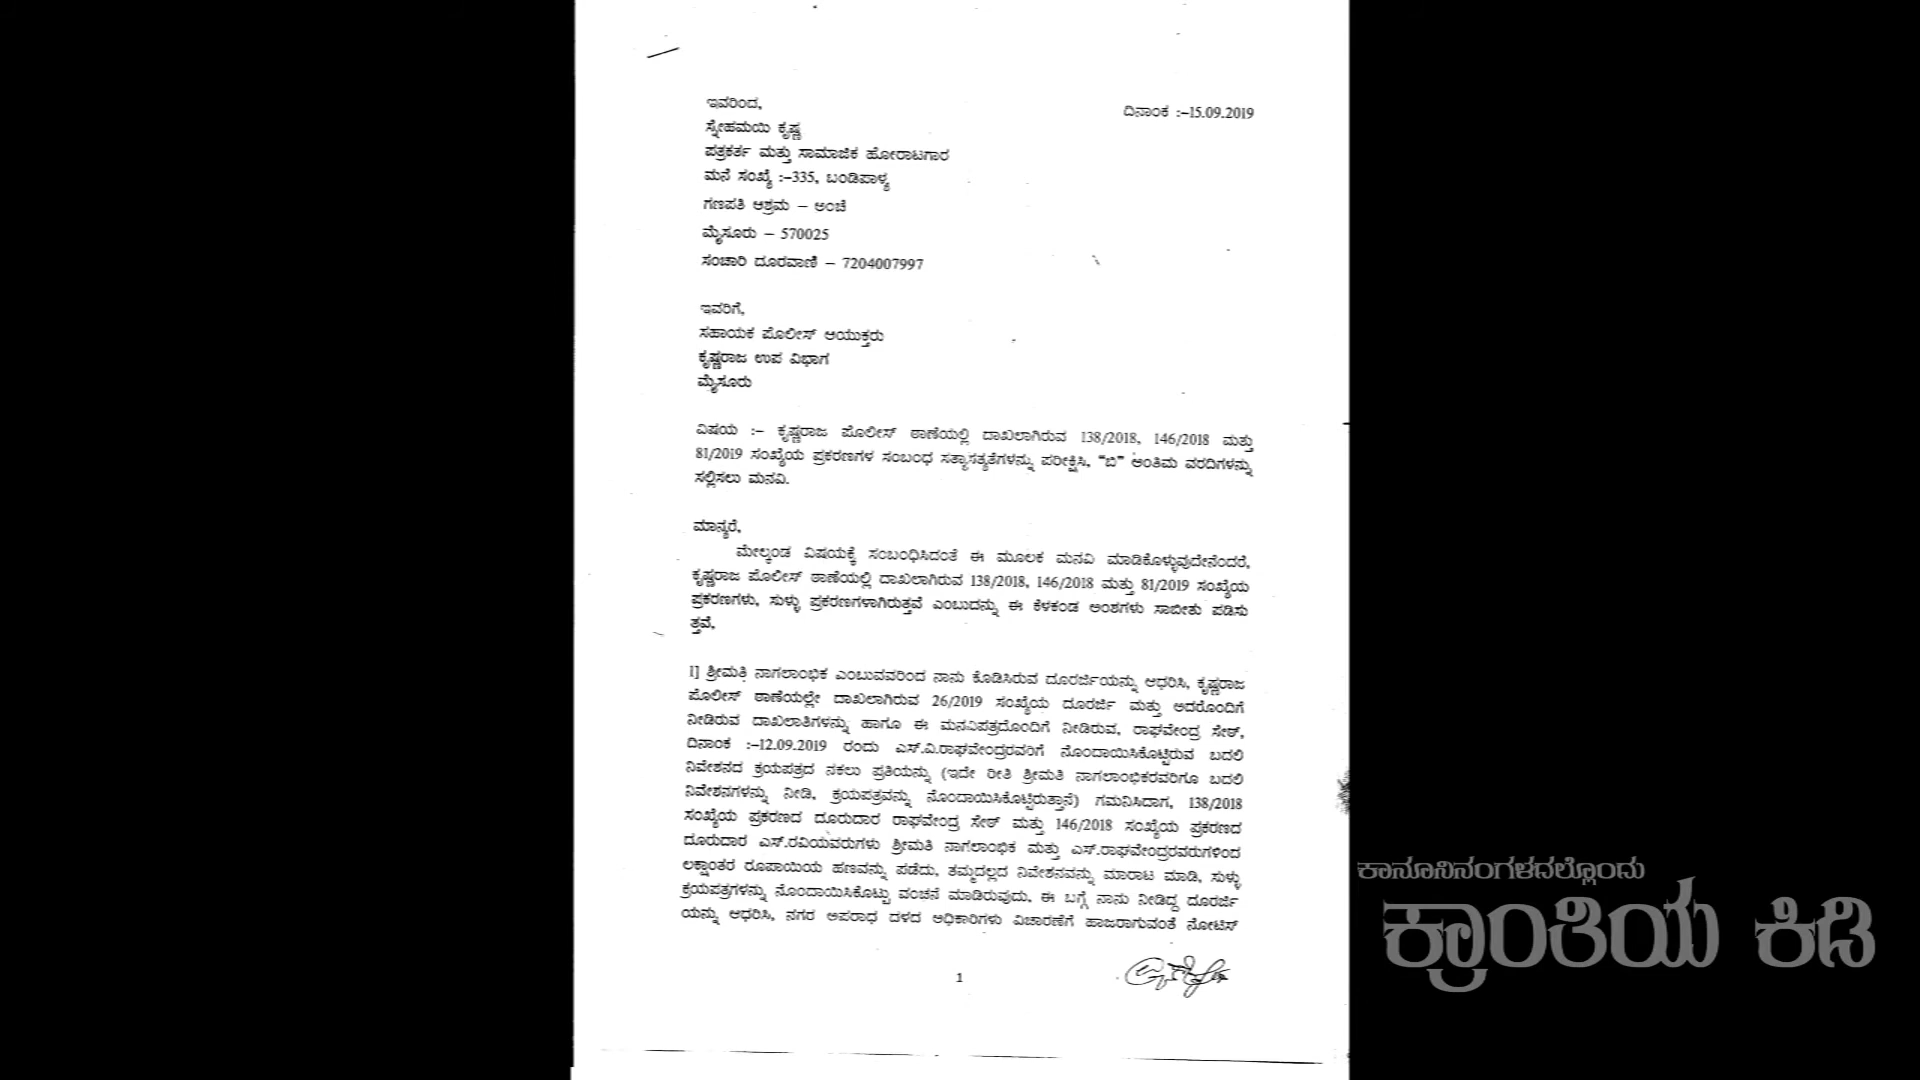 ಇವರಿಂದ,
ದಿನಾಂಕ :–15.09.2019
ಸ್ನೇಹಮಯಿ ಕೃಷ್ಣ
ಪತ್ರಕರ್ತ ಮತ್ತು ಸಾಮಾಜಿಕ ಹೋರಾಟಗಾರ
ಮನೆ ಸಂಖ್ಯೆ :–335, ಬಂಡಿಪಾಳ್ಯ
ಗಣಪತಿ ಆಶ್ರಮ – ಅಂಚೆ
ಮೈಸೂರು – 570025
ಸಂಚಾರಿ ದೂರವಾಣಿ – 7204007997
ಇವರಿಗೆ,
ಸಹಾಯಕ ಪೊಲೀಸ್ ಆಯುಕ್ತರು
ಕೃಷ್ಣರಾಜ ಉಪ ವಿಭಾಗ
ಮೈಸೂರು
ವಿಷಯ :– ಕೃಷ್ಣರಾಜ ಪೊಲೀಸ್ ಠಾಣೆಯಲ್ಲಿ ದಾಖಲಾಗಿರುವ 138/2018, 146/2018 ಮತ್ತು
81/2019 ಸಂಖ್ಯೆಯ ಪ್ರಕರಣಗಳ ಸಂಬಂಧ ಸತ್ಯಾಸತ್ಯತೆಗಳನ್ನು ಪರೀಕ್ಷಿಸಿ, “ಬಿ” ಅಂತಿಮ ವರದಿಗಳನ್ನು
ಸಲ್ಲಿಸಲು ಮನವಿ.
ಮಾನ್ಯರೆ,
ಮೇಲ್ಕಂಡ ವಿಷಯಕ್ಕೆ ಸಂಬಂಧಿಸಿದಂತೆ ಈ ಮೂಲಕ ಮನವಿ ಮಾಡಿಕೊಳ್ಳುವುದೇನೆಂದರೆ,
ಕೃಷ್ಣರಾಜ ಪೊಲೀಸ್ ಠಾಣೆಯಲ್ಲಿ ದಾಖಲಾಗಿರುವ 138/2018, 146/2018 ಮತ್ತು 81/2019 ಸಂಖ್ಯೆಯ
ಪ್ರಕರಣಗಳು, ಸುಳ್ಳು ಪ್ರಕರಣಗಳಾಗಿರುತ್ತವೆ ಎಂಬುದನ್ನು ಈ ಕೆಳಕಂಡ ಅಂಶಗಳು ಸಾಬೀತು ಪಡಿಸು
ತ್ತವೆ,
1] ಶ್ರೀಮತಿ ನಾಗಲಾಂಭಿಕ ಎಂಬುವವರಿಂದ ನಾನು ಕೊಡಿಸಿರುವ ದೂರರ್ಜಿಯನ್ನು ಆಧರಿಸಿ, ಕೃಷ್ಣರಾಜ
ಪೊಲೀಸ್ ಠಾಣೆಯಲ್ಲೇ ದಾಖಲಾಗಿರುವ 26/2019 ಸಂಖ್ಯೆಯ ದೂರರ್ಜಿ ಮತ್ತು ಅದರೊಂದಿಗೆ
ನೀಡಿರುವ ದಾಖಲಾತಿಗಳನ್ನು ಹಾಗೂ ಈ ಮನವಿಪತ್ರದೊಂದಿಗೆ ನೀಡಿರುವ, ರಾಘವೇಂದ್ರ ಸೇಠ್,
ದಿನಾಂಕ :–12.09.2019 ರಂದು ಎಸ್.ವಿ.ರಾಘವೇಂದ್ರರವರಿಗೆ ನೊಂದಾಯಿಸಿಕೊಟ್ಟಿರುವ ಬದಲಿ
ನಿವೇಶನದ ಕ್ರಯಪತ್ರದ ನಕಲು ಪ್ರತಿಯನ್ನು (ಇದೇ ರೀತಿ ಶ್ರೀಮತಿ ನಾಗಲಾಂಭಿಕರವರಿಗೂ ಬದಲಿ
ನಿವೇಶನಗಳನ್ನು ನೀಡಿ, ಕ್ರಯಪತ್ರವನ್ನು ನೊಂದಾಯಿಸಿಕೊಟ್ಟಿರುತ್ತಾನೆ) ಗಮನಿಸಿದಾಗ, 138/2018
ಸಂಖ್ಯೆಯ ಪ್ರಕರಣದ ದೂರುದಾರ ರಾಘವೇಂದ್ರ ಸೇಠ್ ಮತ್ತು 146/2018 ಸಂಖ್ಯೆಯ ಪ್ರಕರಣದ
ದೂರುದಾರ ಎಸ್.ರವಿಯವರುಗಳು ಶ್ರೀಮತಿ ನಾಗಲಾಂಭಿಕ ಮತ್ತು ಎಸ್.ರಾಘವೇಂದ್ರರವರುಗಳಿಂದ
ಲಕ್ಷಾಂತರ ರೂಪಾಯಿಯ ಹಣವನ್ನು ಪಡೆದು, ತಮ್ಮದಲ್ಲದ ನಿವೇಶನವನ್ನು ಮಾರಾಟ ಮಾಡಿ, ಸುಳ್ಳು
ಕ್ರಯಪತ್ರಗಳನ್ನು ನೊಂದಾಯಿಸಿಕೊಟ್ಟು ವಂಚನೆ ಮಾಡಿರುವುದು, ಈ ಬಗ್ಗೆ ನಾನು ನೀಡಿದ್ದ ದೂರರ್ಜಿ
ಯನ್ನು ಆಧರಿಸಿ, ನಗರ ಅಪರಾಧ ದಳದ ಅಧಿಕಾರಿಗಳು ವಿಚಾರಣೆಗೆ ಹಾಜರಾಗುವಂತೆ ನೋಟಿಸ್
1
ಕಾನೂನಿನಂಗಳದಲ್ಲೊಂದು
ಕ್ರಾಂತಿಯ ಕಿಡಿ